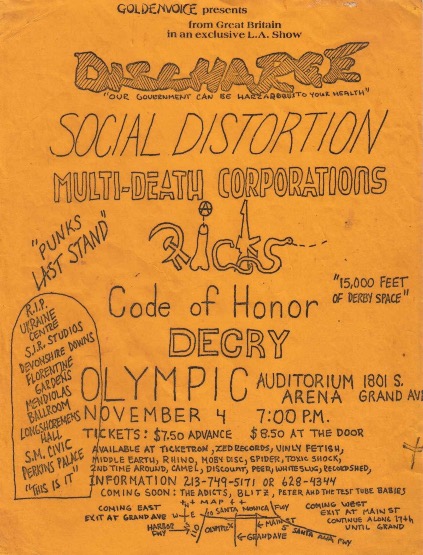 GOLDENVOICE presents
from Great Britain
in an exclusive L.A. Show
DISCHARGE
"OUR GOVERNMENT CAN BE HARZARDOUS TO YOUR HEALTH"
SOCIAL DISTORTION
MULTI-DEATH CORPORATIONS
RICKS
"PUNKS
LAST STAND"
"15,000 FEET
OF DERBY SPACE"
Code of Honor
DECRY
R.I.P.
UKRAINE
CENTRE
S.I.R. STUDIOS
DEVONSHIRE DOWNS
FLORENTINE
GARDENS
MENDIOLAS
BALLROOM
LONGSHOREMENS
HALL
S.M. CIVIC
PERKINS PALACE
"THIS IS IT"
OLYMPIC AUDITORIUM 1801 S.
ARENA GRAND AVE
NOVEMBER 4 7:00 P.M.
TICKETS: $7.50 ADVANCE $8.50 AT THE DOOR
AVAILABLE AT TICKETRON, ZED RECORDS, VINLY FETISH,
MIDDLE EARTH, RHINO, MOBY DISC, SPIDER, TOXIC SHOCK,
2ND TIME AROUND, CAMEL, DISCOUNT, PEER, WHITESLUG, RECORDSHED,
INFORMATION 213-749-5171 OR 628-4344
COMING SOON: THE ADICTS, BLITZ, PETER AND THE TEST TUBE BABIES
MAP
COMING EAST
EXIT AT GRAND AVE
W E
10 SANTA MONICA FWY
COMING WEST
EXIT AT MAIN ST
CONTINUE ALONG 17th
UNTIL GRAND
HARBOR
FWY
110
OLYMPIC
MAIN ST
GRAND AVE
5 SANTA ANA FWY